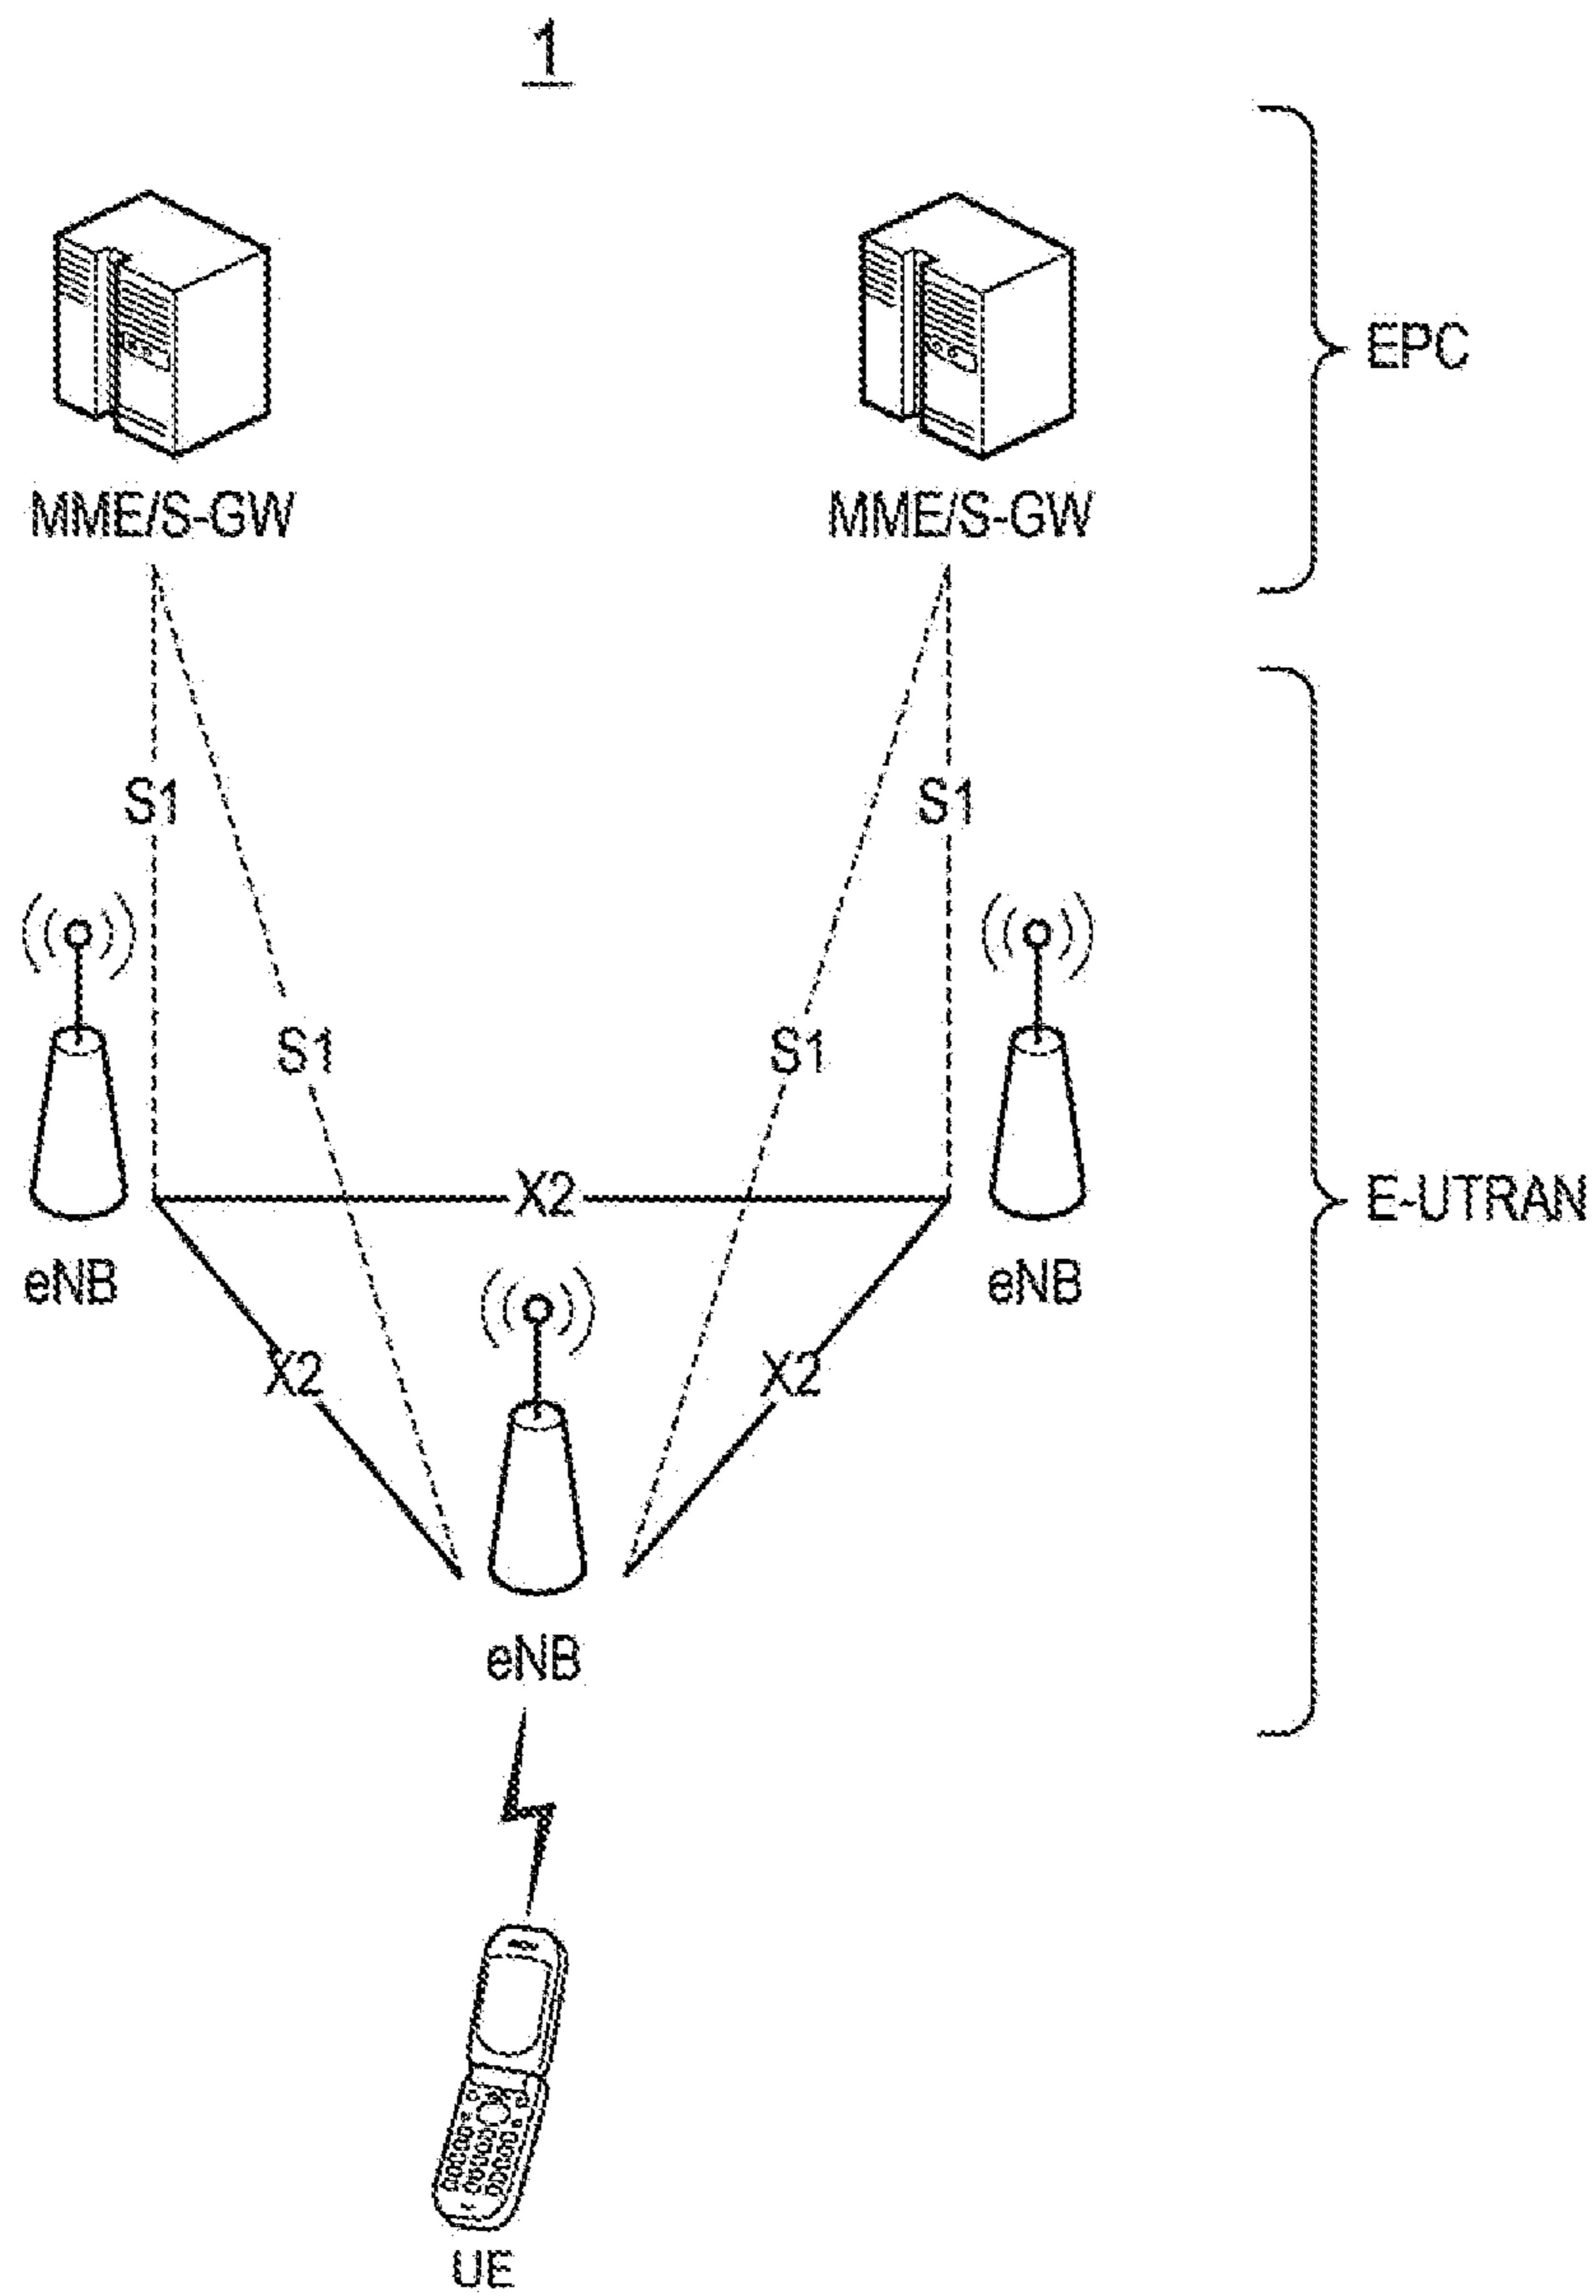 1
EPC
MME/S-GW MME/S-GW
S1 S1
S1 S1
X2
E-UTRAN
eNB eNB
X2 X2
eNB
UE